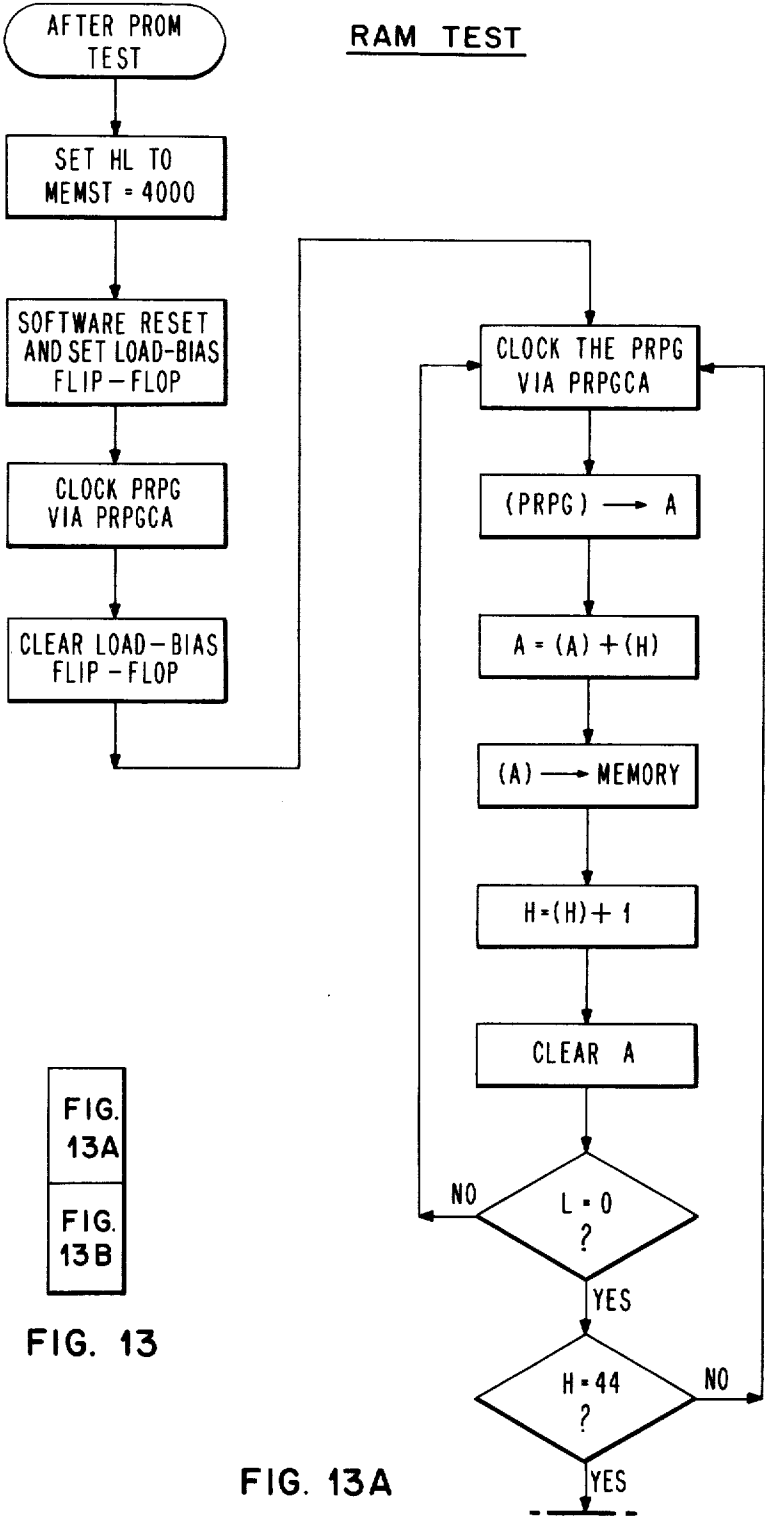 RAM TEST
AFTER PROM
TEST
SET HL TO
MEMST = 4000
SOFTWARE RESET
AND SET LOAD-BIAS
FLIP-FLOP
CLOCK PRPG
VIA PRPGCA
CLEAR LOAD-BIAS
FLIP-FLOP
CLOCK THE PRPG
VIA PRPGCA
(PRPG) → A
A = (A) + (H)
(A) → MEMORY
H = (H) + 1
CLEAR A
L = 0
?
NO
YES
H = 44
?
NO
YES
FIG.
13A
FIG.
13B
FIG. 13
FIG. 13A